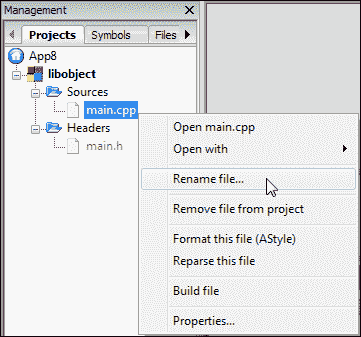 Management
Projects Symbols Files
App8
libobject
Sources
main.cpp
Headers
main.h
Open main.cpp
Open with
Rename file...
Remove file from project
Format this file (AStyle)
Reparse this file
Build file
Properties...